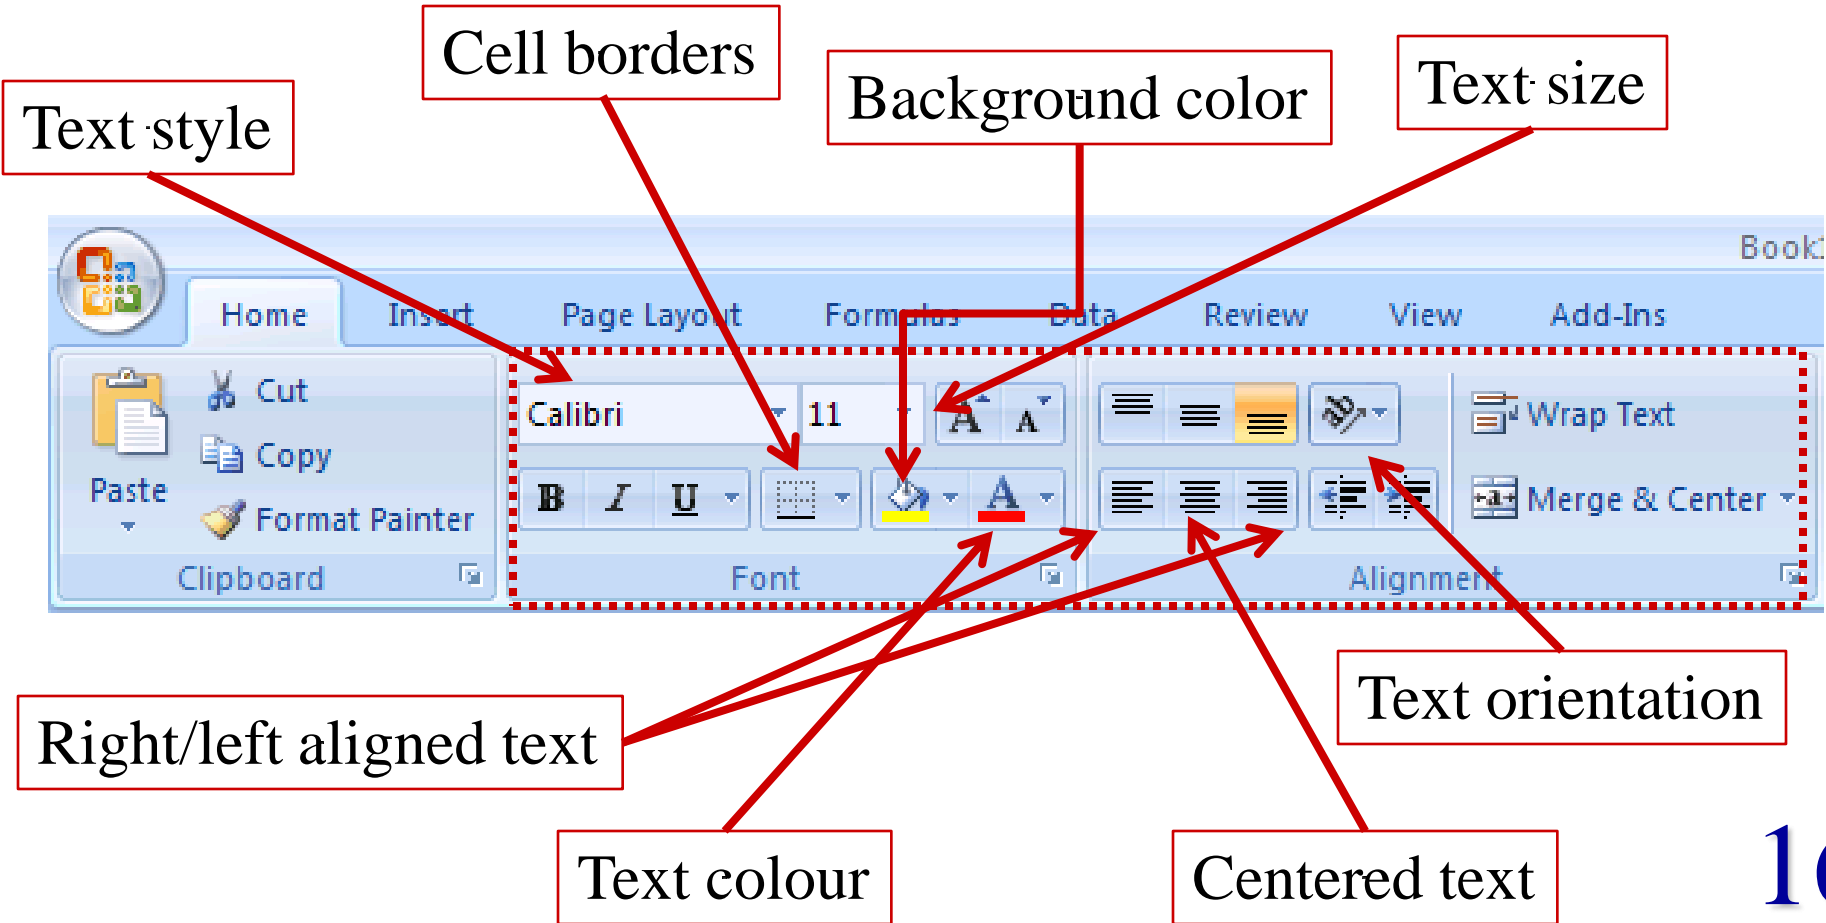 Cell borders
Text size
Background color
Text style
Book1
Home Insert Page Layout Formulas Data Review View Add-Ins
Cut
Calibri 11 A A Wrap Text
Copy
Paste
B I U A Merge & Center
Format Painter
Clipboard Font Alignment
Text orientation
Right/left aligned text
Text colour
Centered text